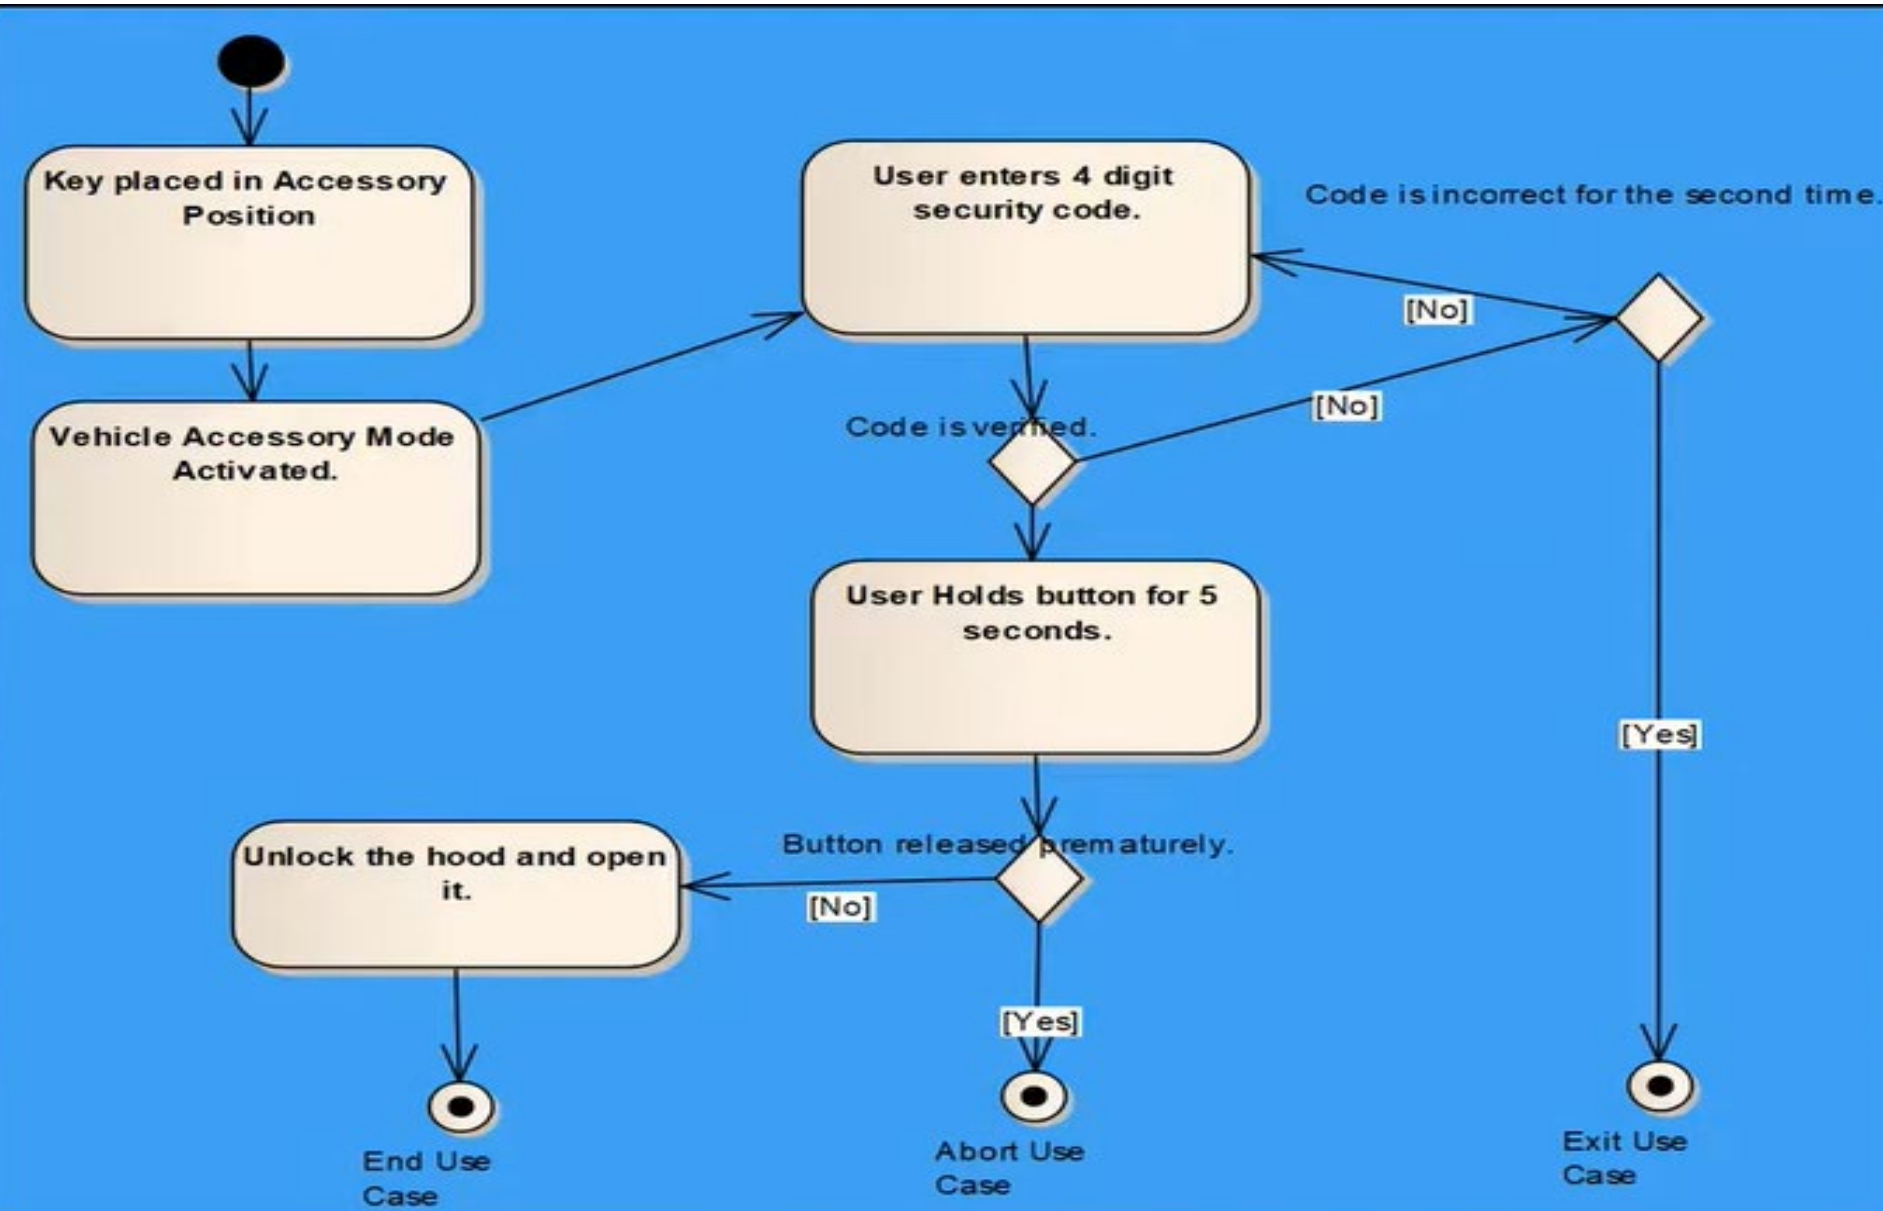 Key placed in Accessory
Position
Vehicle Accessory Mode
Activated.
User enters 4 digit
security code.
Code is incorrect for the second time.
[No]
[No]
Code is verified.
User Holds button for 5
seconds.
[Yes]
Button released prematurely.
Unlock the hood and open
it.
[No]
[Yes]
End Use
Case
Abort Use
Case
Exit Use
Case